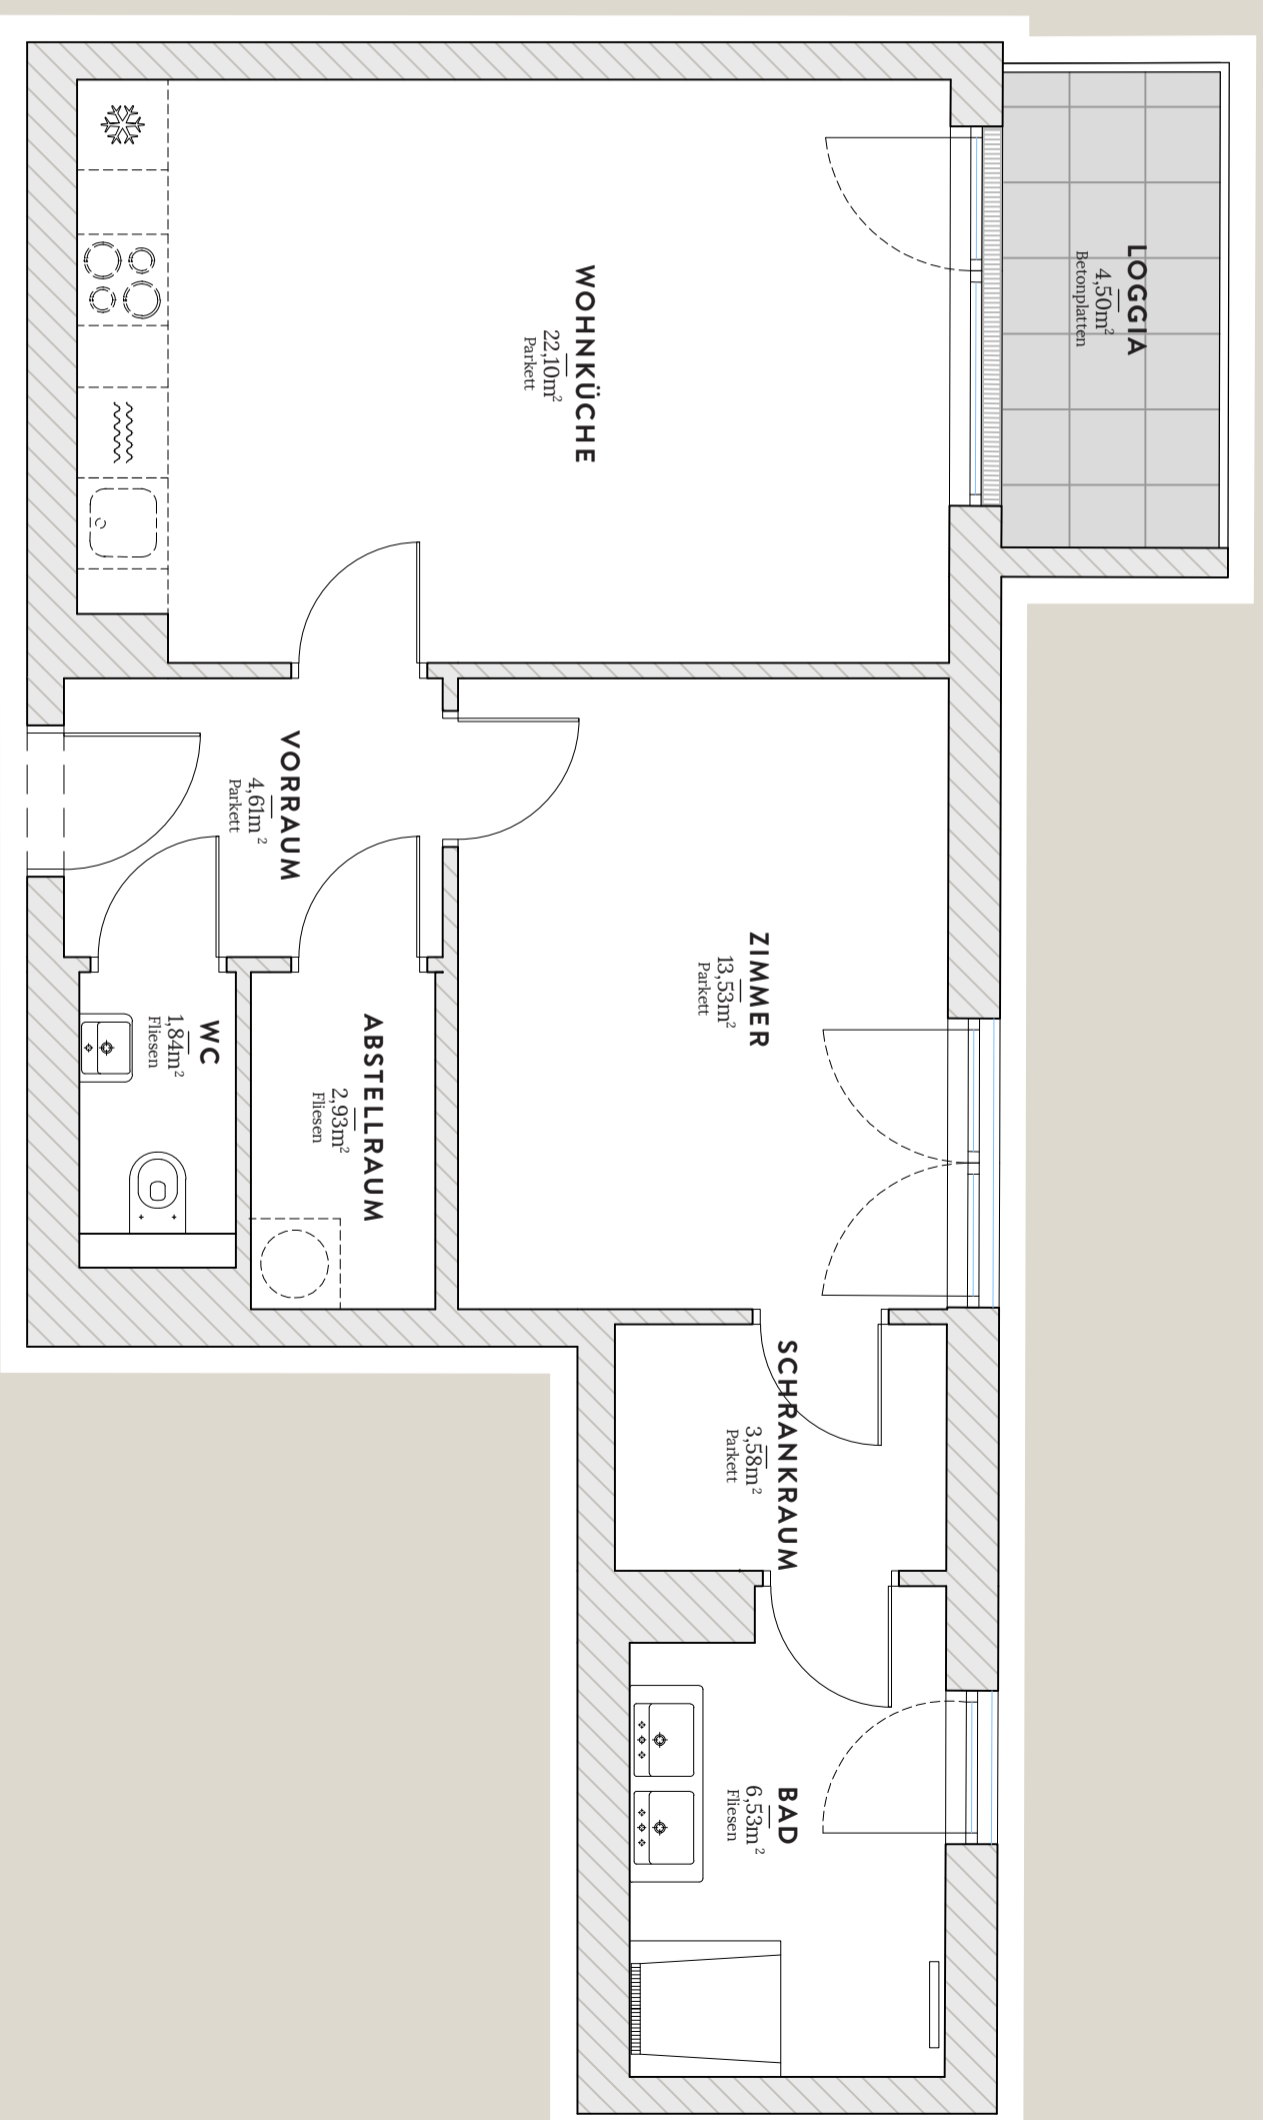 LOGGIA
4,50m²
Betonplatten
WOHNKÜCHE
22,10m²
Parkett
ZIMMER
13,53m²
Parkett
VORRAUM
4,61m²
Parkett
ABSTELLRAUM
2,93m²
Fliesen
WC
1,84m²
Fliesen
SCHRANKRAUM
3,58m²
Parkett
BAD
6,53m²
Fliesen